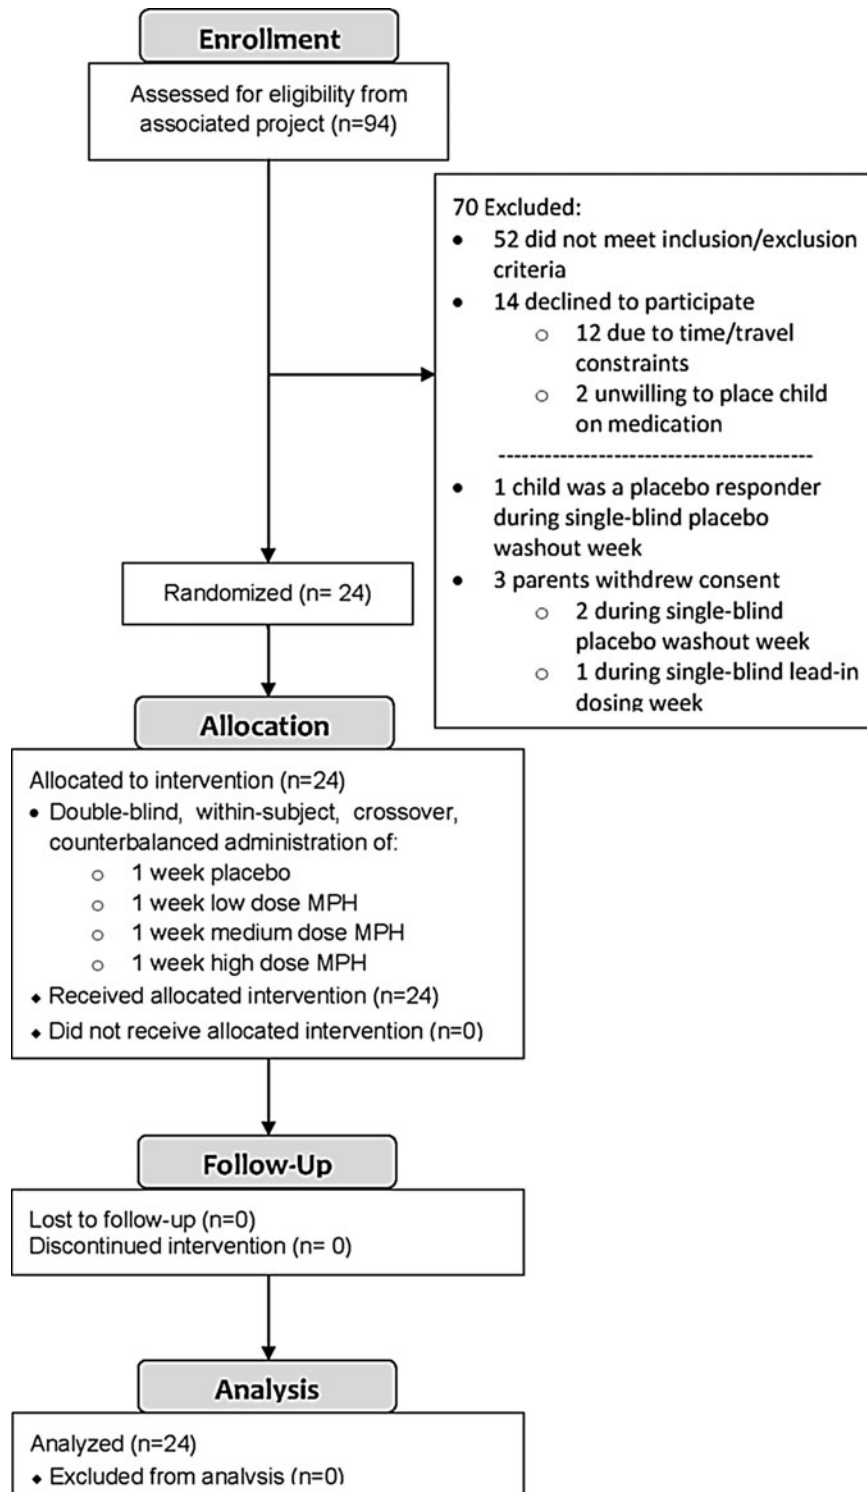 Enrollment
Assessed for eligibility from
associated project (n=94)
70 Excluded:
• 52 did not meet inclusion/exclusion
criteria
• 14 declined to participate
o 12 due to time/travel
constraints
o 2 unwilling to place child
on medication
----------------------------------------
• 1 child was a placebo responder
during single-blind placebo
washout week
• 3 parents withdrew consent
o 2 during single-blind
placebo washout week
o 1 during single-blind lead-in
dosing week
Randomized (n= 24)
Allocation
Allocated to intervention (n=24)
• Double-blind, within-subject, crossover,
counterbalanced administration of:
o 1 week placebo
o 1 week low dose MPH
o 1 week medium dose MPH
o 1 week high dose MPH
⬥ Received allocated intervention (n=24)
⬥ Did not receive allocated intervention (n=0)
Follow-Up
Lost to follow-up (n=0)
Discontinued intervention (n= 0)
Analysis
Analyzed (n=24)
⬥ Excluded from analysis (n=0)